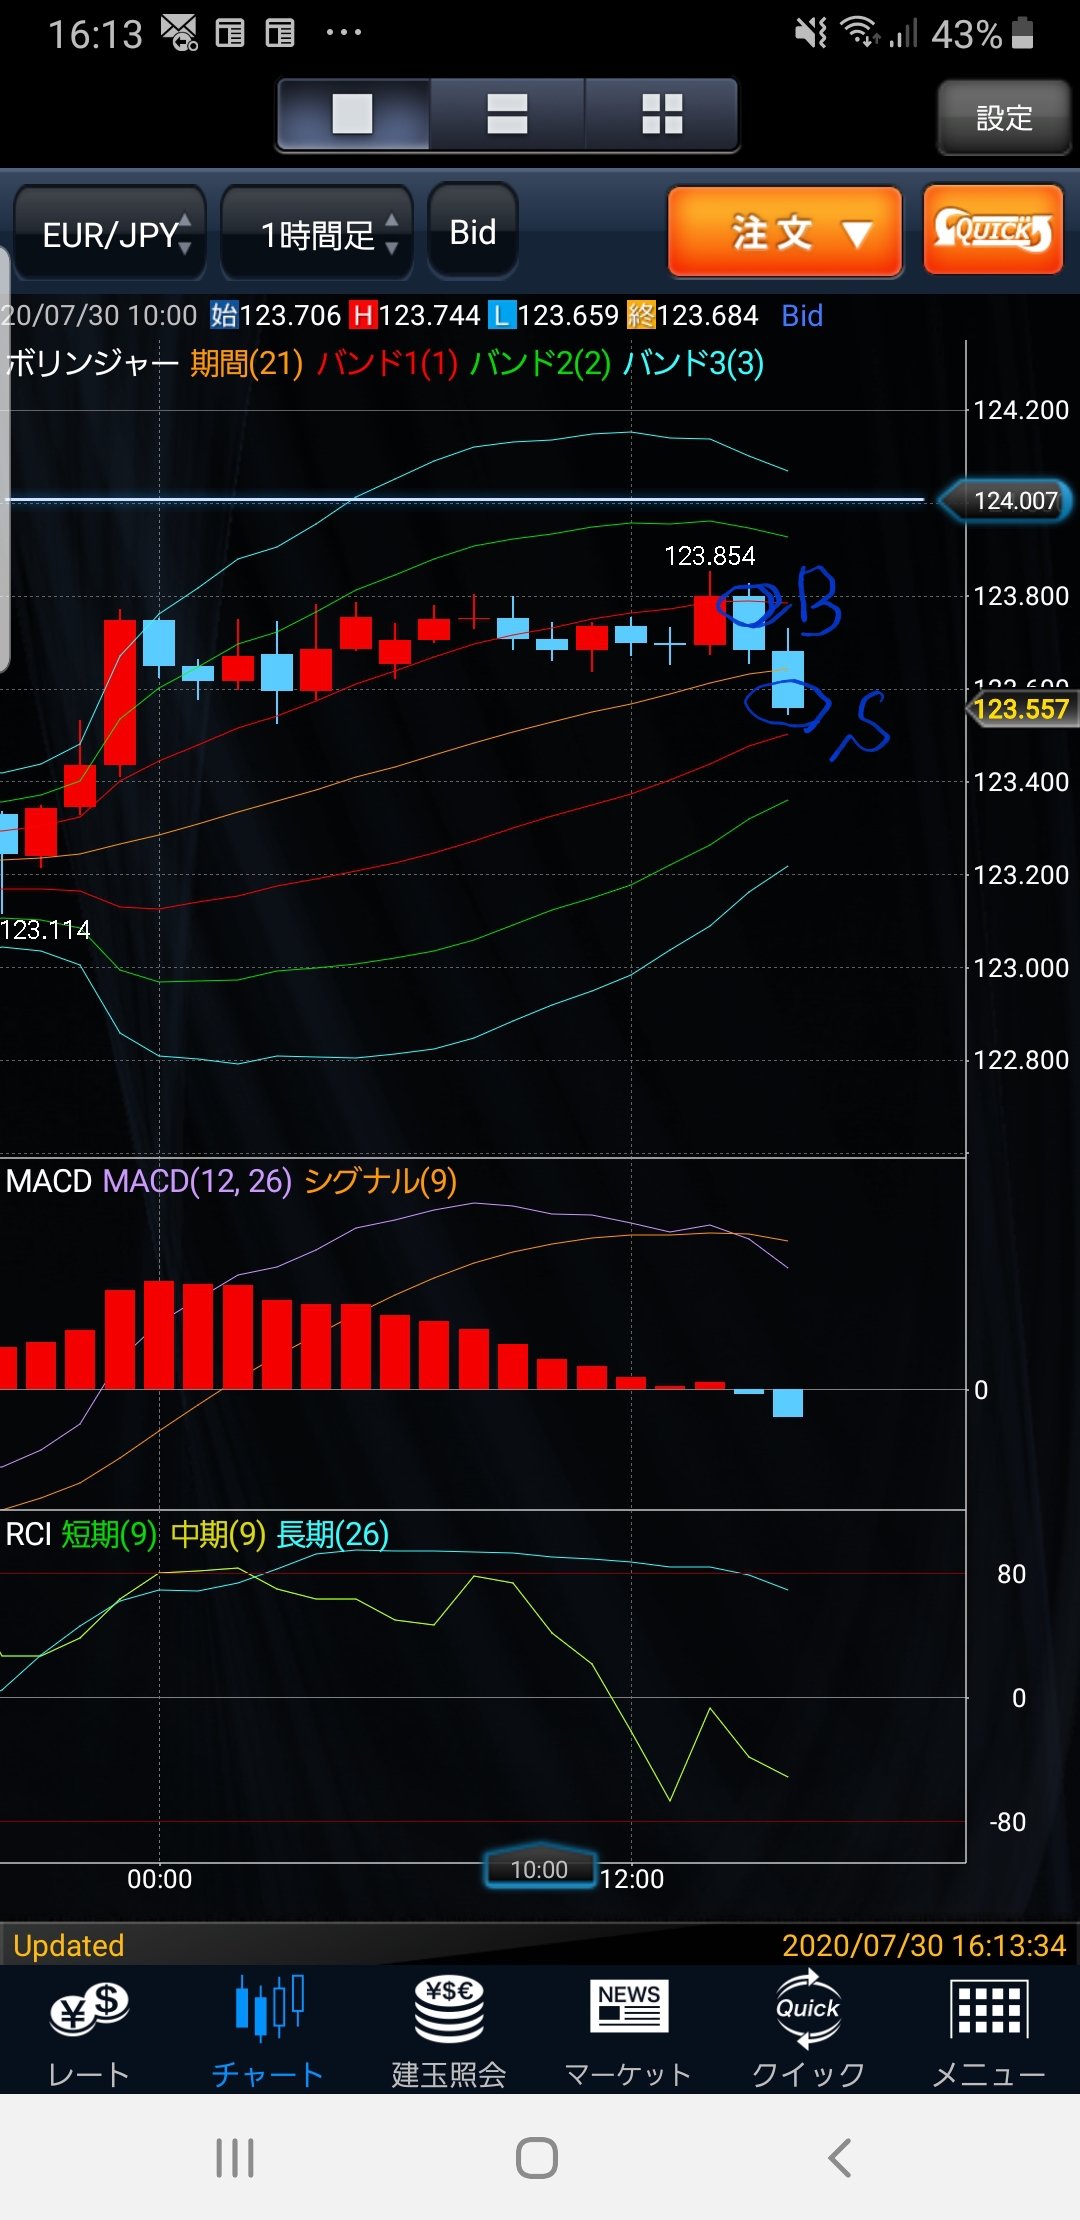 16:13 43%
設定
EUR/JPY 1時間足 Bid 注文 QUICK
20/07/30 10:00 始123.706 H123.744 L123.659 終123.684 Bid
ボリンジャー 期間(21) バンド1(1) バンド2(2) バンド3(3)
124.200
124.007
123.854
B
123.800
123.557
S
123.400
123.200
123.114
123.000
122.800
MACD MACD(12, 26) シグナル(9)
0
RCI 短期(9) 中期(9) 長期(26)
80
0
-80
00:00 10:00 12:00
Updated 2020/07/30 16:13:34
¥$ ¥$€ NEWS Quick
レート チャート 建玉照会 マーケット クイック メニュー